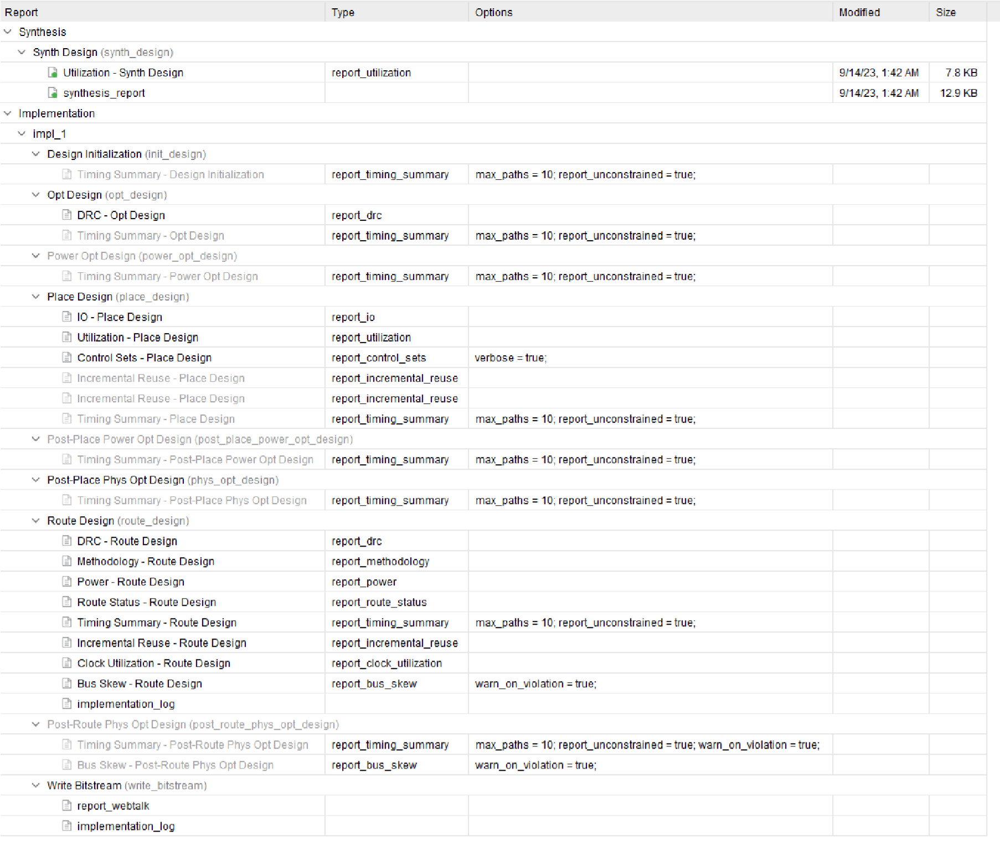 Report Type Options Modified Size
Synthesis
Synth Design (synth_design)
Utilization - Synth Design report_utilization 9/14/23, 1:42 AM 7.8 KB
synthesis_report 9/14/23, 1:42 AM 12.9 KB
Implementation
impl_1
Design Initialization (init_design)
Timing Summary - Design Initialization report_timing_summary max_paths = 10; report_unconstrained = true;
Opt Design (opt_design)
DRC - Opt Design report_drc
Timing Summary - Opt Design report_timing_summary max_paths = 10; report_unconstrained = true;
Power Opt Design (power_opt_design)
Timing Summary - Power Opt Design report_timing_summary max_paths = 10; report_unconstrained = true;
Place Design (place_design)
IO - Place Design report_io
Utilization - Place Design report_utilization
Control Sets - Place Design report_control_sets verbose = true;
Incremental Reuse - Place Design report_incremental_reuse
Incremental Reuse - Place Design report_incremental_reuse
Timing Summary - Place Design report_timing_summary max_paths = 10; report_unconstrained = true;
Post-Place Power Opt Design (post_place_power_opt_design)
Timing Summary - Post-Place Power Opt Design report_timing_summary max_paths = 10; report_unconstrained = true;
Post-Place Phys Opt Design (phys_opt_design)
Timing Summary - Post-Place Phys Opt Design report_timing_summary max_paths = 10; report_unconstrained = true;
Route Design (route_design)
DRC - Route Design report_drc
Methodology - Route Design report_methodology
Power - Route Design report_power
Route Status - Route Design report_route_status
Timing Summary - Route Design report_timing_summary max_paths = 10; report_unconstrained = true;
Incremental Reuse - Route Design report_incremental_reuse
Clock Utilization - Route Design report_clock_utilization
Bus Skew - Route Design report_bus_skew warn_on_violation = true;
implementation_log
Post-Route Phys Opt Design (post_route_phys_opt_design)
Timing Summary - Post-Route Phys Opt Design report_timing_summary max_paths = 10; report_unconstrained = true; warn_on_violation = true;
Bus Skew - Post-Route Phys Opt Design report_bus_skew warn_on_violation = true;
Write Bitstream (write_bitstream)
report_webtalk
implementation_log